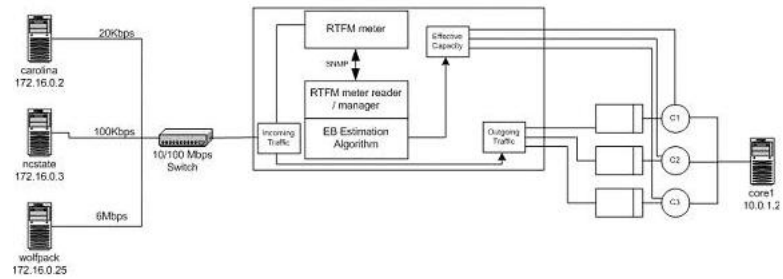 20Kbps
carolina
172.16.0.2
100Kbps
ncstate
172.16.0.3
6Mbps
wolfpack
172.16.0.25
10/100 Mbps
Switch
Incoming
Traffic
RTFM meter
SNMP
RTFM meter reader
/ manager
EB Estimation
Algorithm
Effective
Capacity
Outgoing
Traffic
C1
C2
C3
core1
10.0.1.2